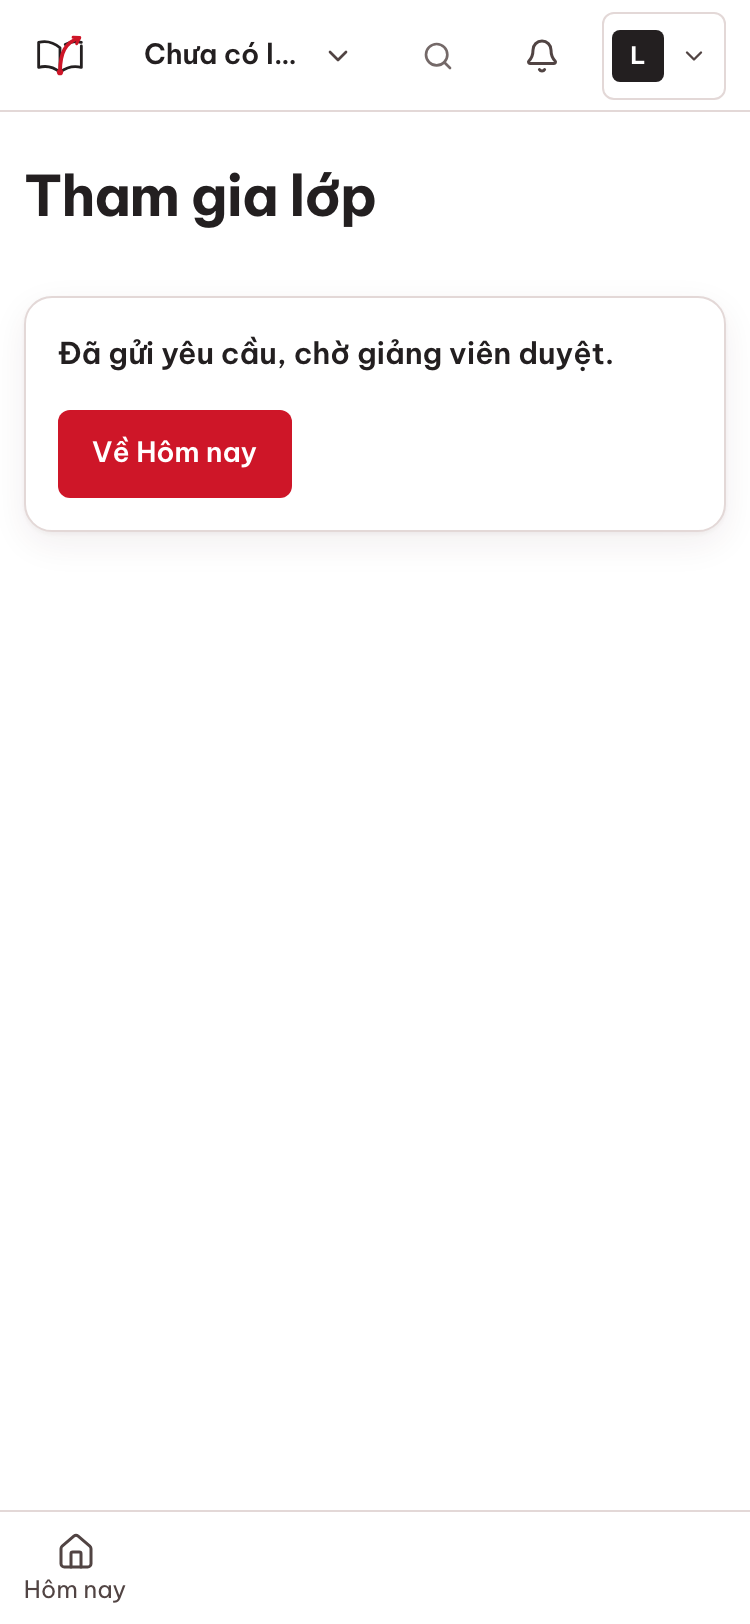 Chưa có l...
L
Tham gia lớp
Đã gửi yêu cầu, chờ giảng viên duyệt.
Về Hôm nay
Hôm nay